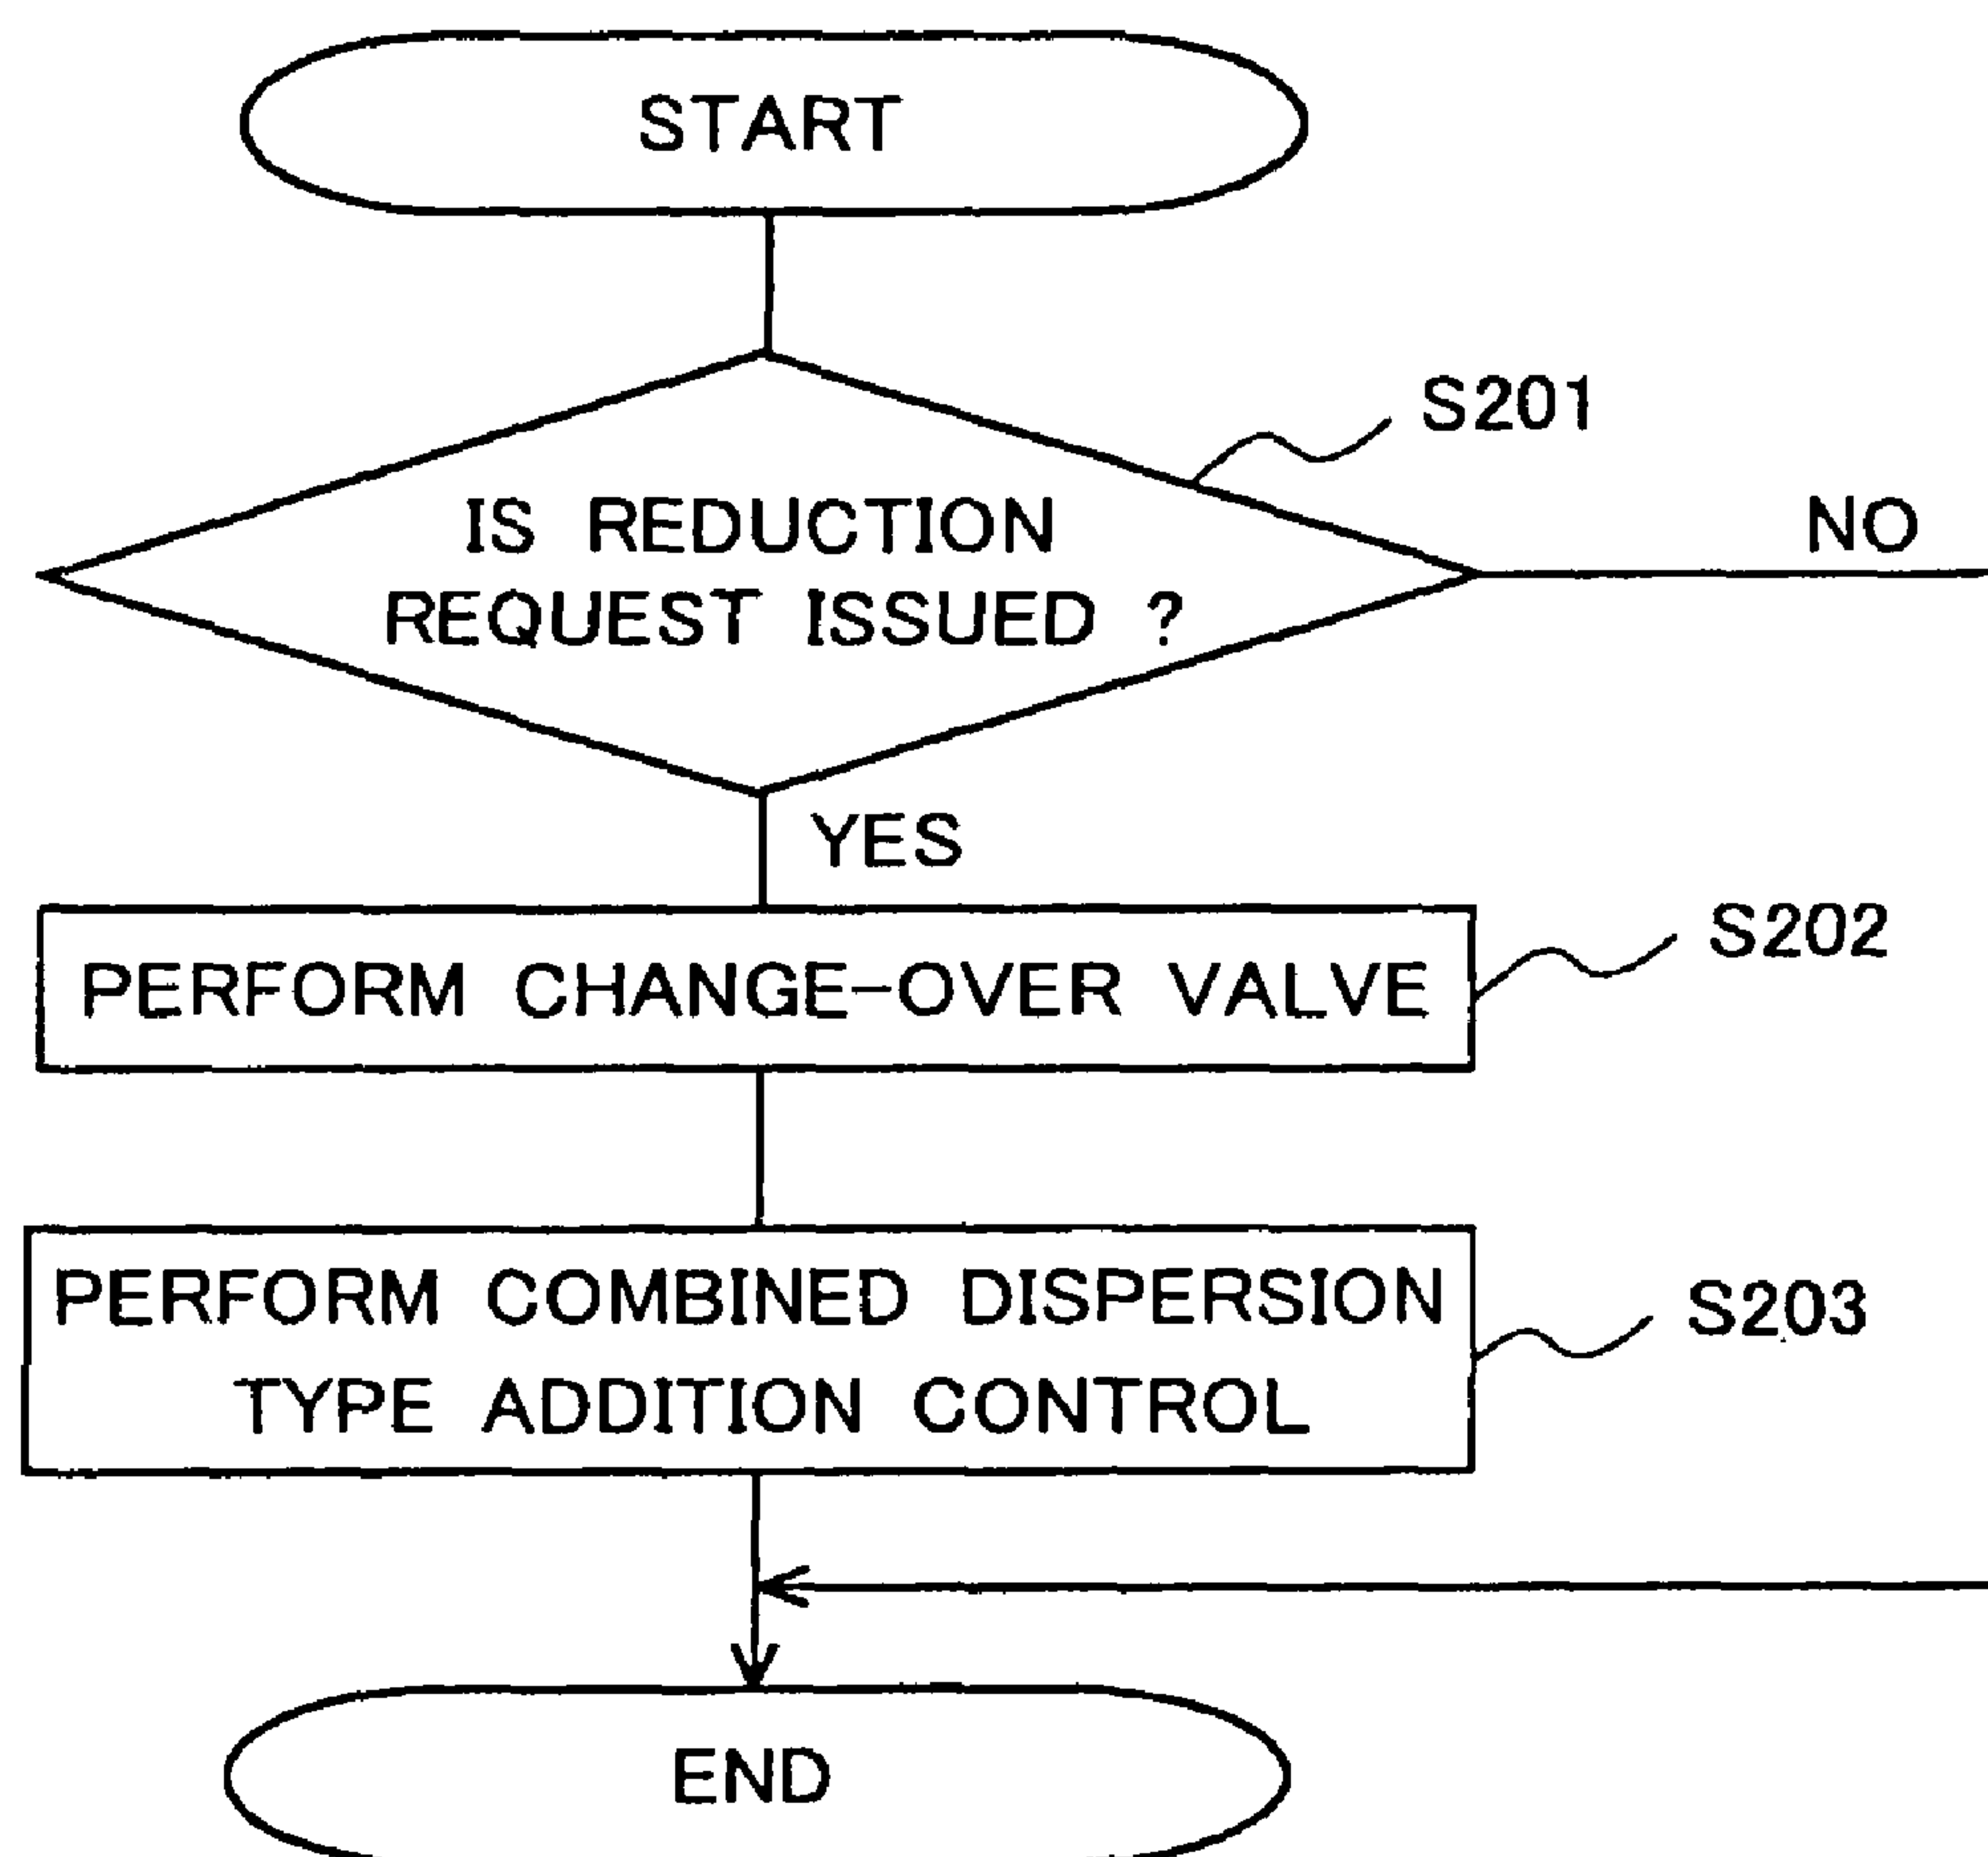 START
S201
IS REDUCTION
REQUEST ISSUED ?
NO
YES
PERFORM CHANGE-OVER VALVE
S202
PERFORM COMBINED DISPERSION
TYPE ADDITION CONTROL
S203
END